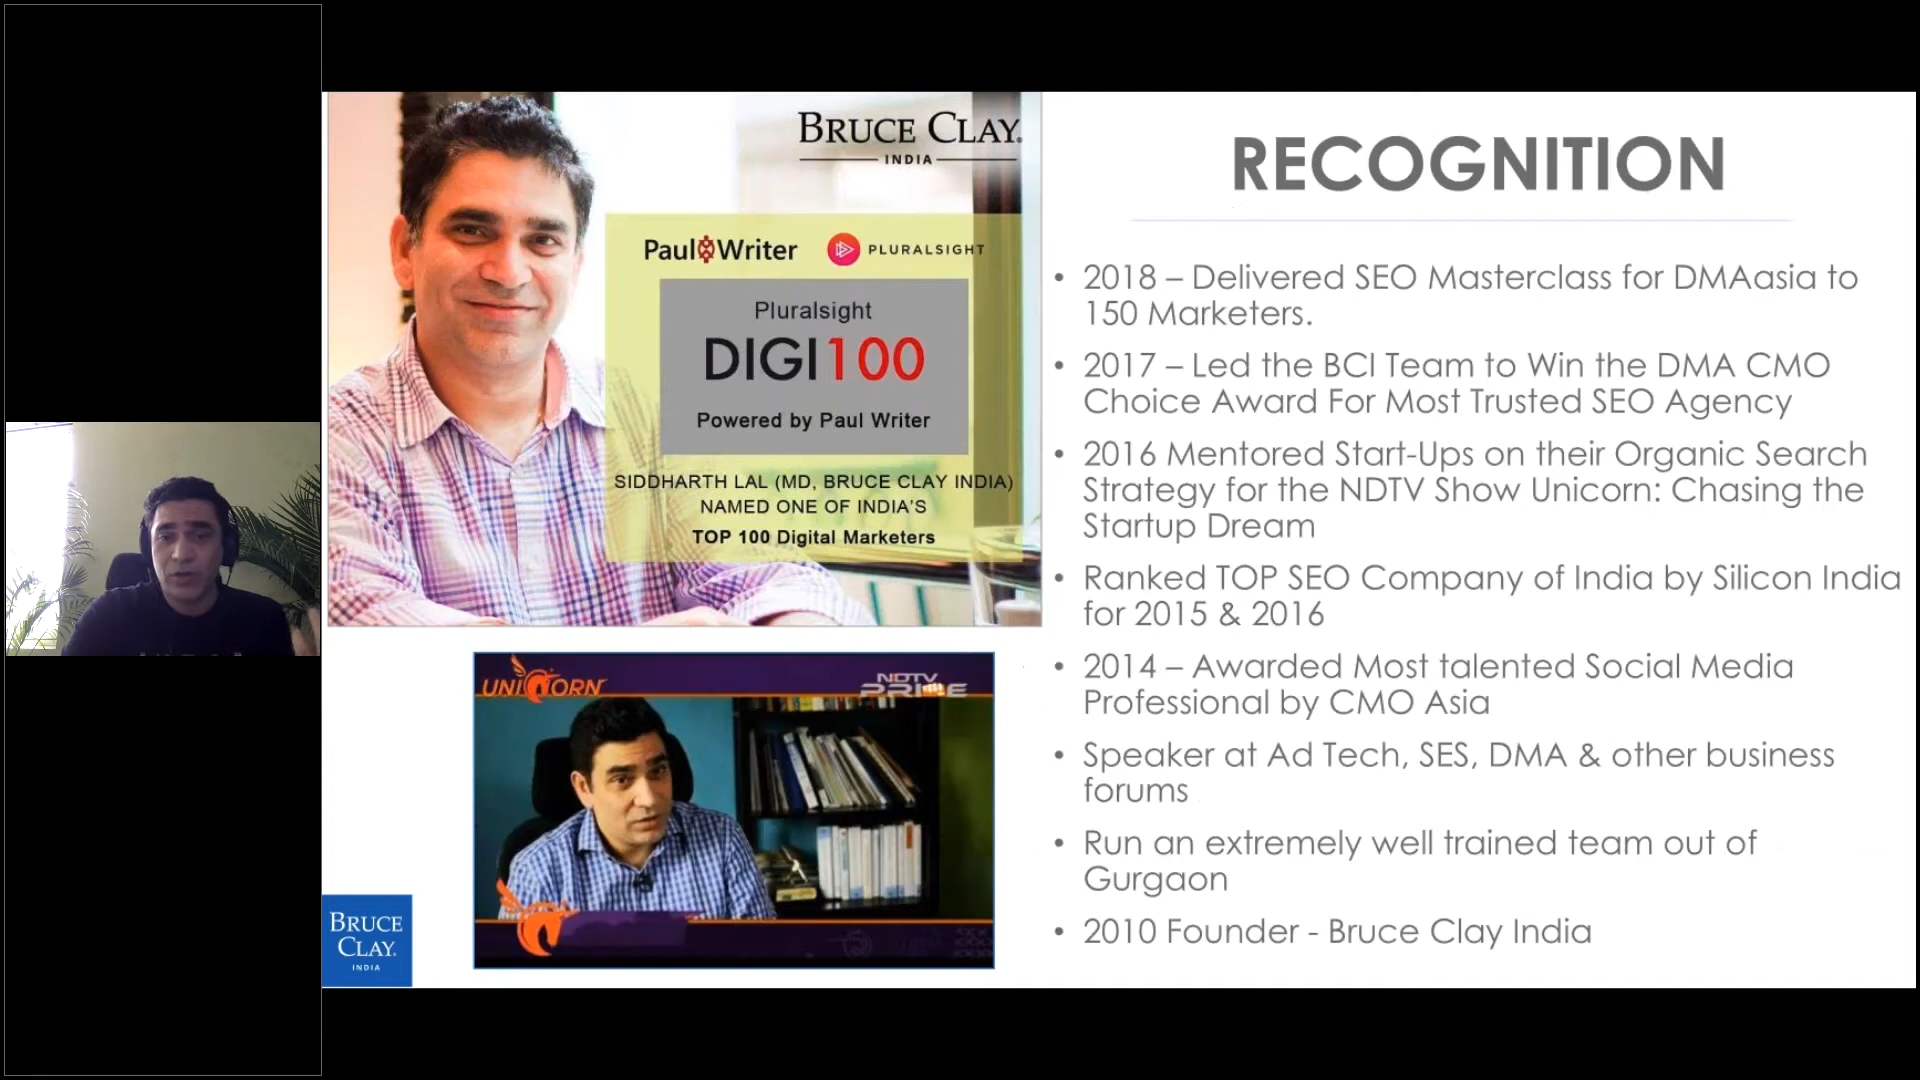 BRUCE CLAY
INDIA
Paul Writer PLURALSIGHT
Pluralsight
DIGI100
Powered by Paul Writer
SIDDHARTH LAL (MD, BRUCE CLAY INDIA)
NAMED ONE OF INDIA'S
TOP 100 Digital Marketers
UNICORN NDTV
PRIME
BRUCE
CLAY.
INDIA
RECOGNITION
• 2018 – Delivered SEO Masterclass for DMAasia to
150 Marketers.
• 2017 – Led the BCI Team to Win the DMA CMO
Choice Award For Most Trusted SEO Agency
• 2016 Mentored Start-Ups on their Organic Search
Strategy for the NDTV Show Unicorn: Chasing the
Startup Dream
• Ranked TOP SEO Company of India by Silicon India
for 2015 & 2016
• 2014 – Awarded Most talented Social Media
Professional by CMO Asia
• Speaker at Ad Tech, SES, DMA & other business
forums
• Run an extremely well trained team out of
Gurgaon
• 2010 Founder - Bruce Clay India